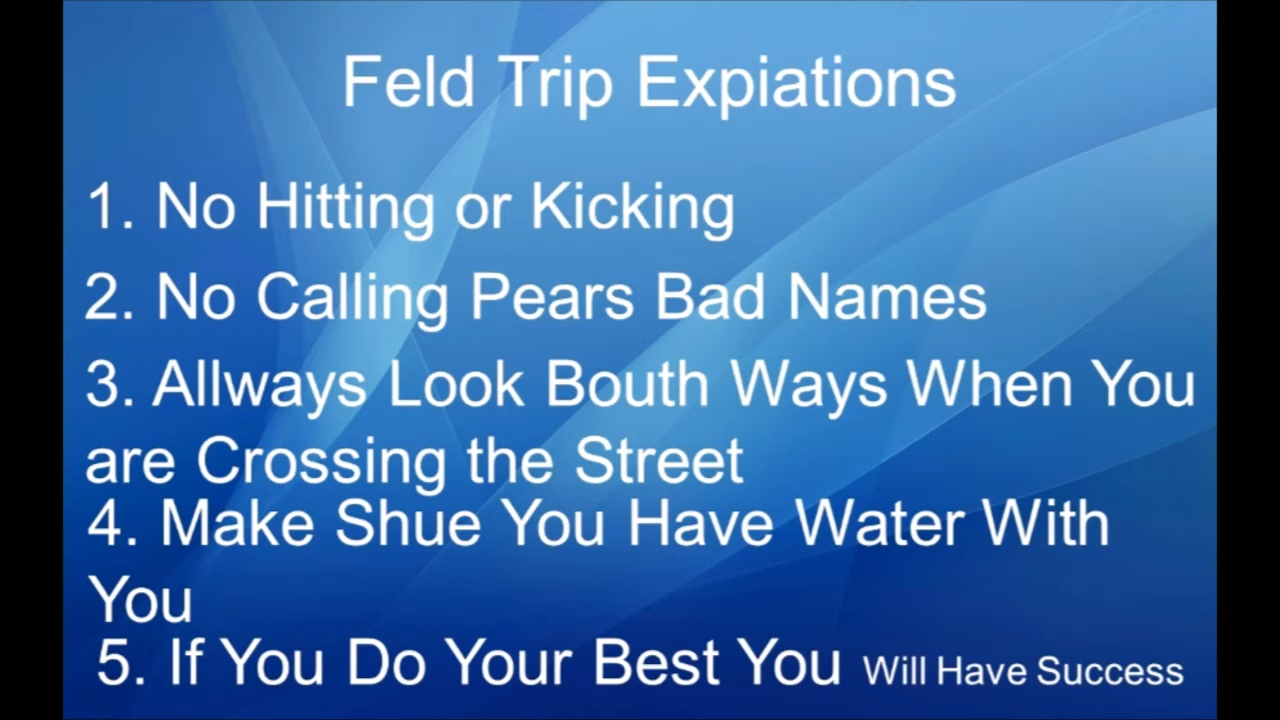 Feld Trip Expiations
1. No Hitting or Kicking
2. No Calling Pears Bad Names
3. Allways Look Bouth Ways When You
are Crossing the Street
4. Make Shue You Have Water With
You
5. If You Do Your Best You Will Have Success